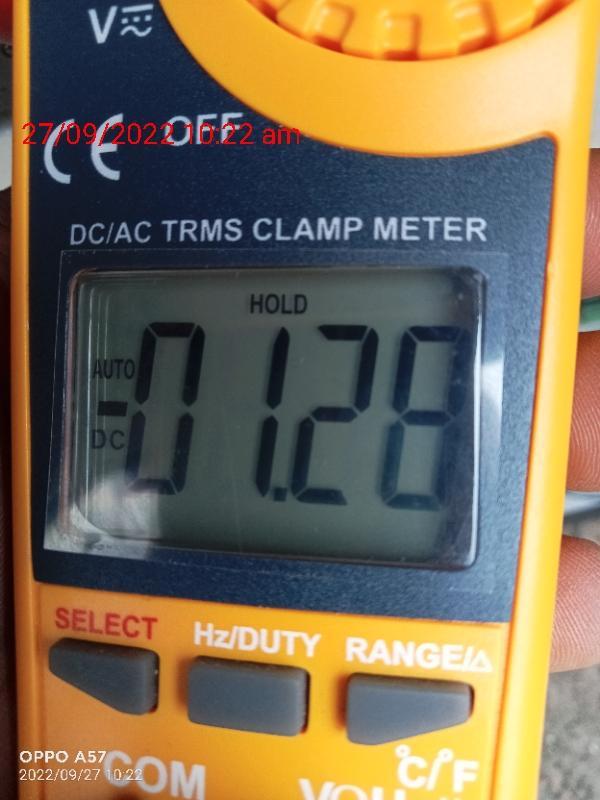 V
27/09/2022 10:22 am
CE OFF
DC/AC TRMS CLAMP METER
HOLD
AUTO
-01.28
DC
SELECT Hz/DUTY RANGE/Δ
°C/°F
COM
OPPO A57
2022/09/27 10:22